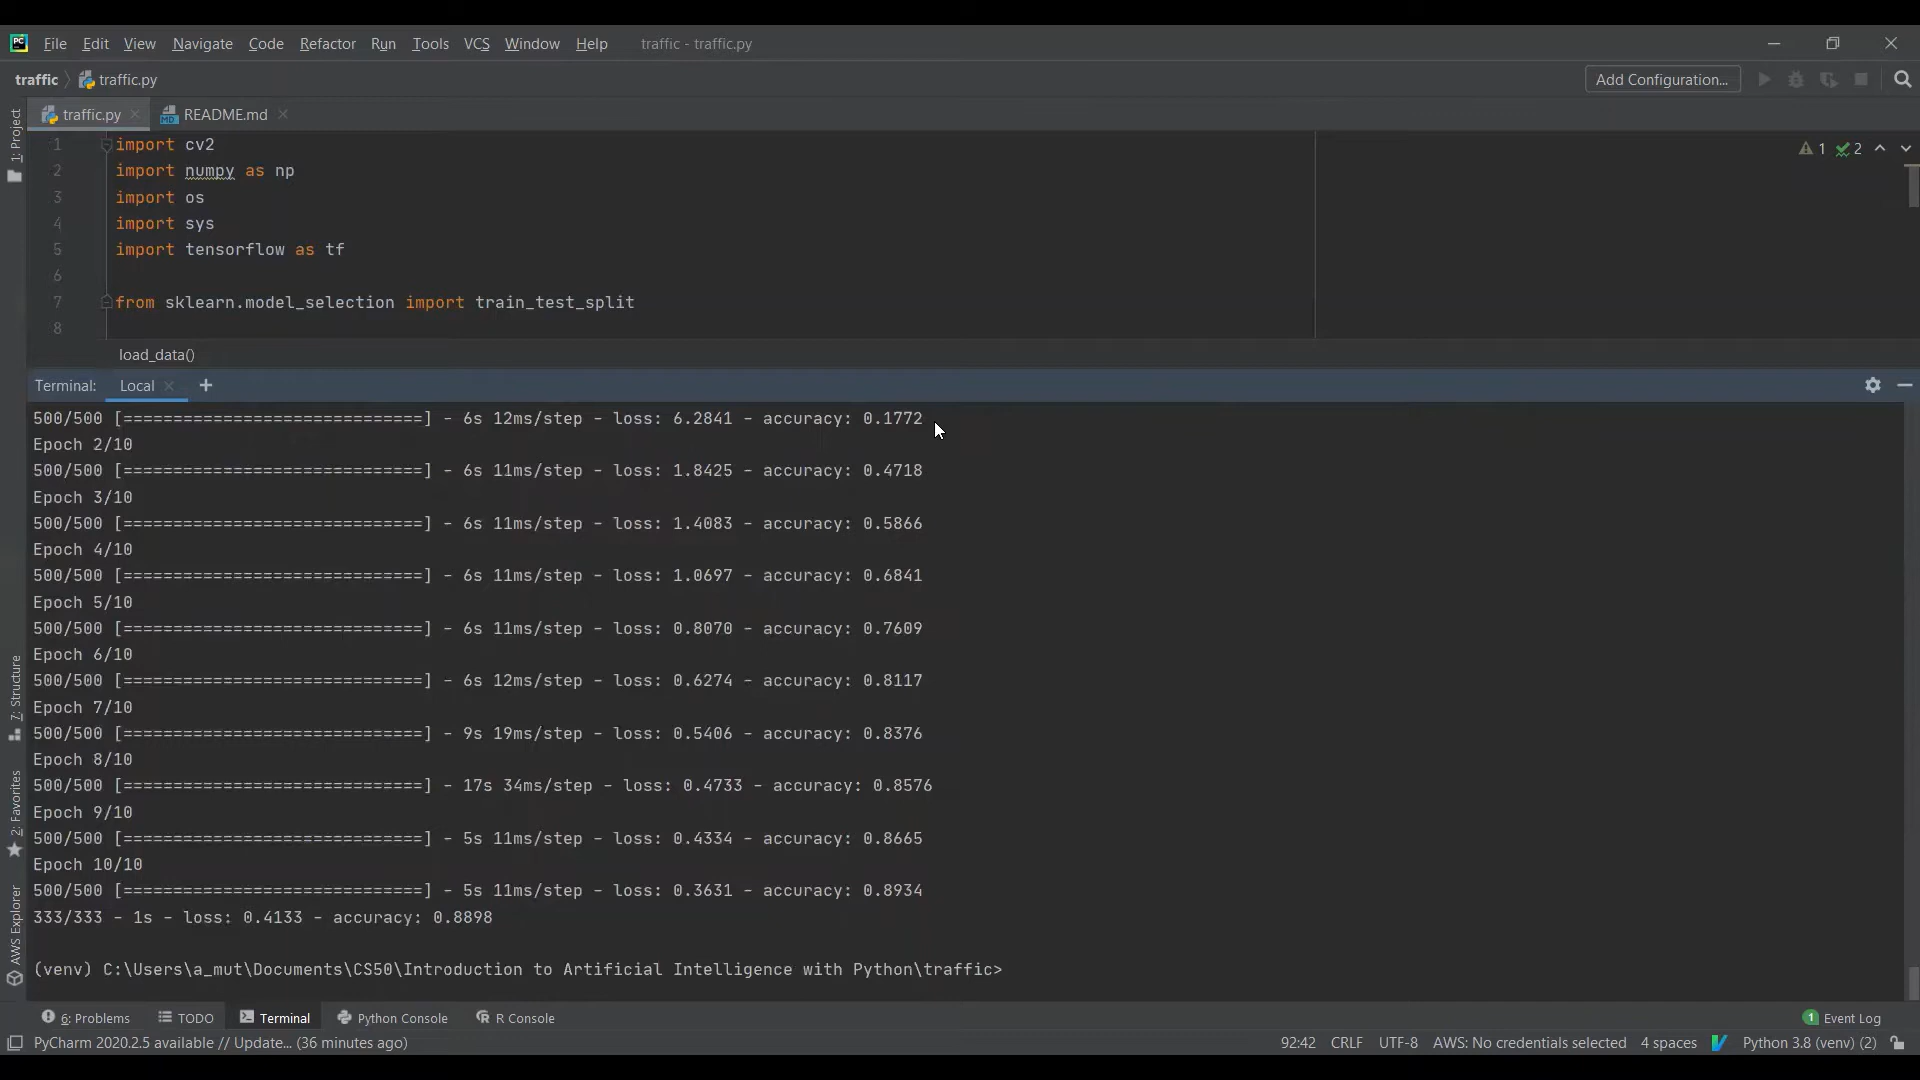 PC File Edit View Navigate Code Refactor Run Tools VCS Window Help traffic - traffic.py
traffic traffic.py Add Configuration...
traffic.py README.md
1: Project
1 import cv2
2 import numpy as np
3 import os
4 import sys
5 import tensorflow as tf
6
7 from sklearn.model_selection import train_test_split
8
1 2
load_data()
Terminal: Local +
500/500 [==============================] - 6s 12ms/step - loss: 6.2841 - accuracy: 0.1772
Epoch 2/10
500/500 [==============================] - 6s 11ms/step - loss: 1.8425 - accuracy: 0.4718
Epoch 3/10
500/500 [==============================] - 6s 11ms/step - loss: 1.4083 - accuracy: 0.5866
Epoch 4/10
500/500 [==============================] - 6s 11ms/step - loss: 1.0697 - accuracy: 0.6841
Epoch 5/10
500/500 [==============================] - 6s 11ms/step - loss: 0.8070 - accuracy: 0.7609
Epoch 6/10
500/500 [==============================] - 6s 12ms/step - loss: 0.6274 - accuracy: 0.8117
Epoch 7/10
500/500 [==============================] - 9s 19ms/step - loss: 0.5406 - accuracy: 0.8376
Epoch 8/10
500/500 [==============================] - 17s 34ms/step - loss: 0.4733 - accuracy: 0.8576
Epoch 9/10
500/500 [==============================] - 5s 11ms/step - loss: 0.4334 - accuracy: 0.8665
Epoch 10/10
500/500 [==============================] - 5s 11ms/step - loss: 0.3631 - accuracy: 0.8934
333/333 - 1s - loss: 0.4133 - accuracy: 0.8898
(venv) C:\Users\a_mut\Documents\CS50\Introduction to Artificial Intelligence with Python\traffic>
7: Structure
2: Favorites
AWS Explorer
6: Problems TODO Terminal Python Console R Console 1 Event Log
PyCharm 2020.2.5 available // Update... (36 minutes ago) 92:42 CRLF UTF-8 AWS: No credentials selected 4 spaces Python 3.8 (venv) (2)